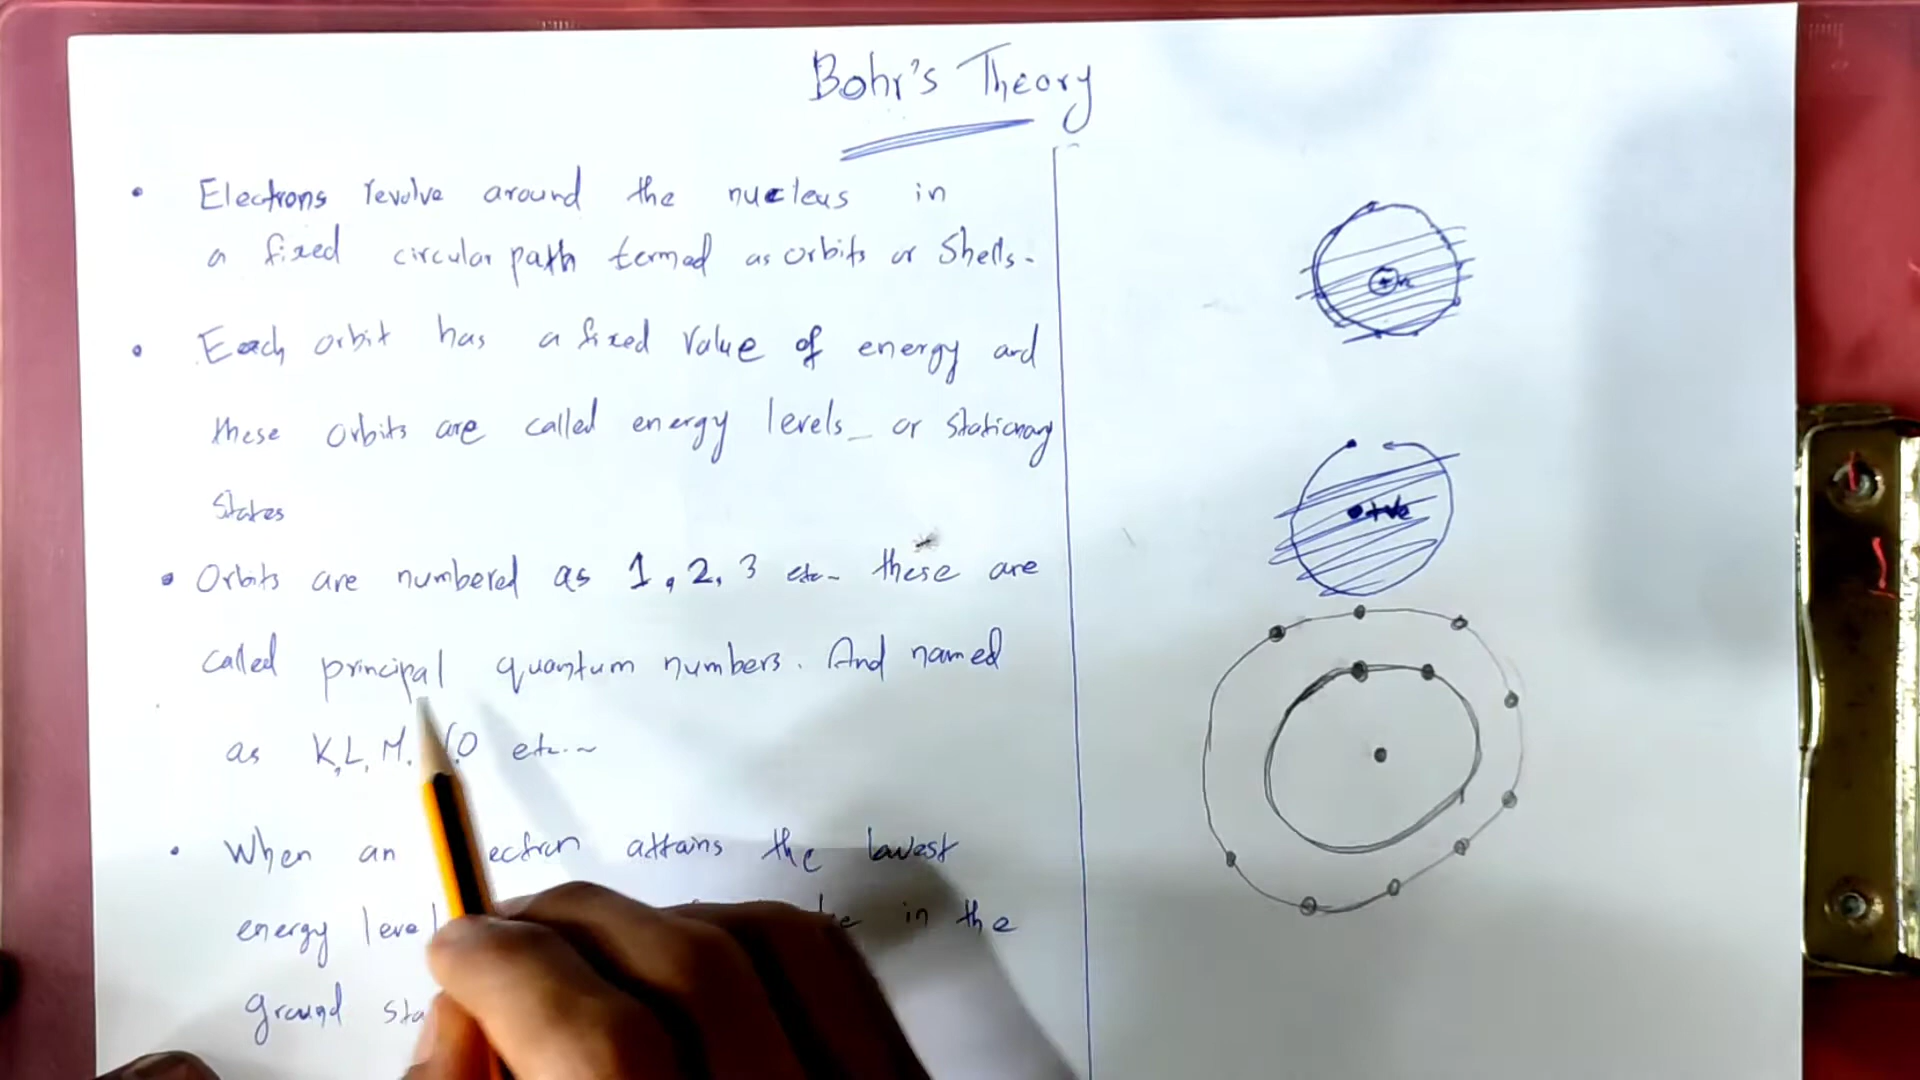 Bohr's Theory
• Electrons revolve around the nucleus in
a fixed circular path termed as orbits or Shells.
• Each orbit has a fixed value of energy and
these orbits are called energy levels or stationary
states
• Orbits are numbered as 1, 2, 3 etc. these are
called principal quantum numbers. And named
as K, L, M, O etc..
• When an the lowest
attains
energy in the
ground
+ve